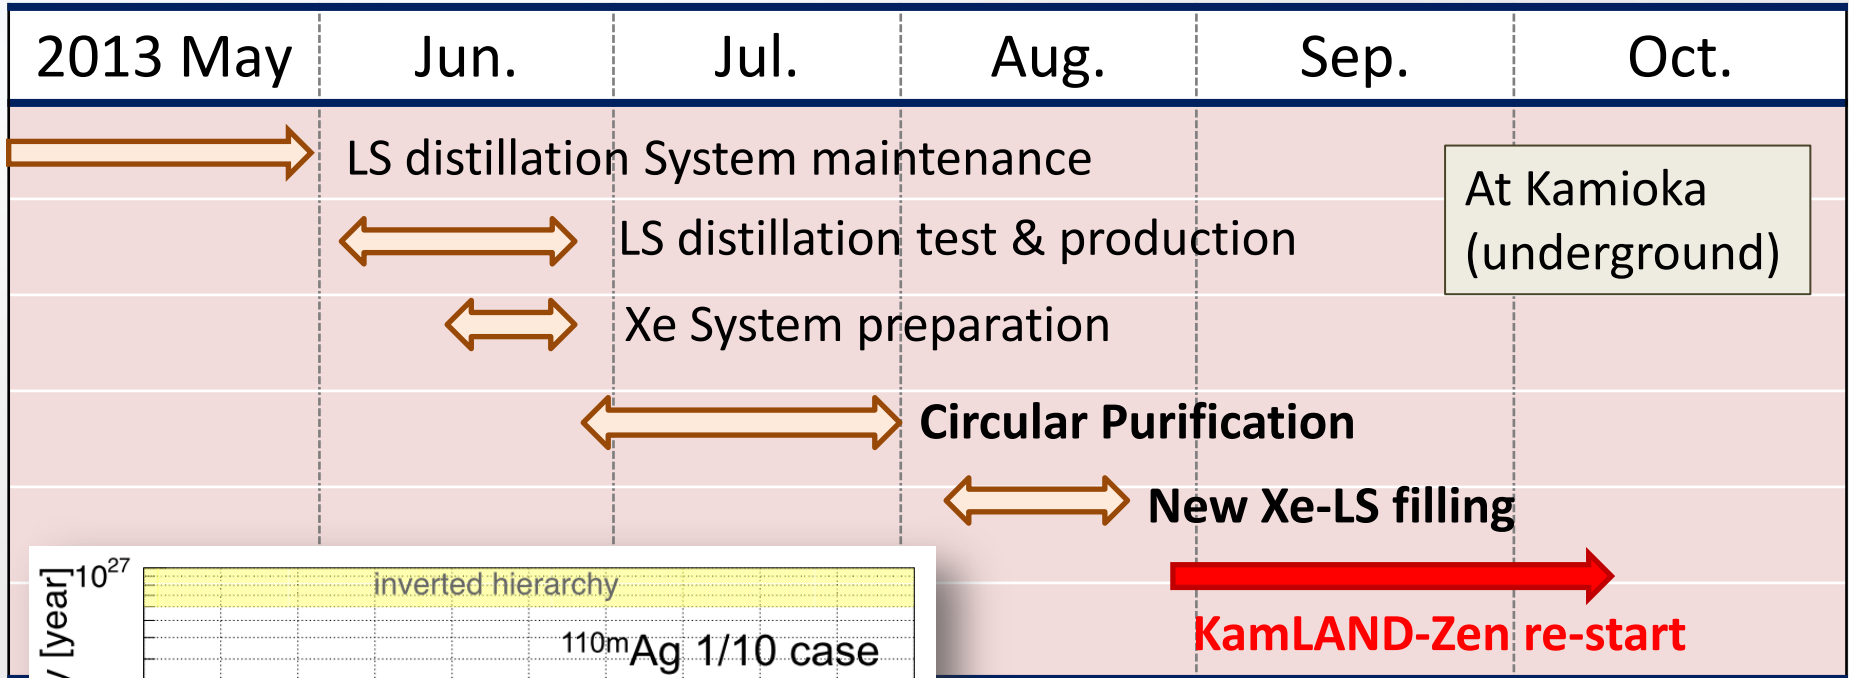 2013 May Jun. Jul. Aug. Sep. Oct.
LS distillation System maintenance
At Kamioka
(underground)
LS distillation test & production
Xe System preparation
Circular Purification
New Xe-LS filling
KamLAND-Zen re-start
10²⁷
inverted hierarchy
¹¹⁰ᵐAg 1/10 case
[year]